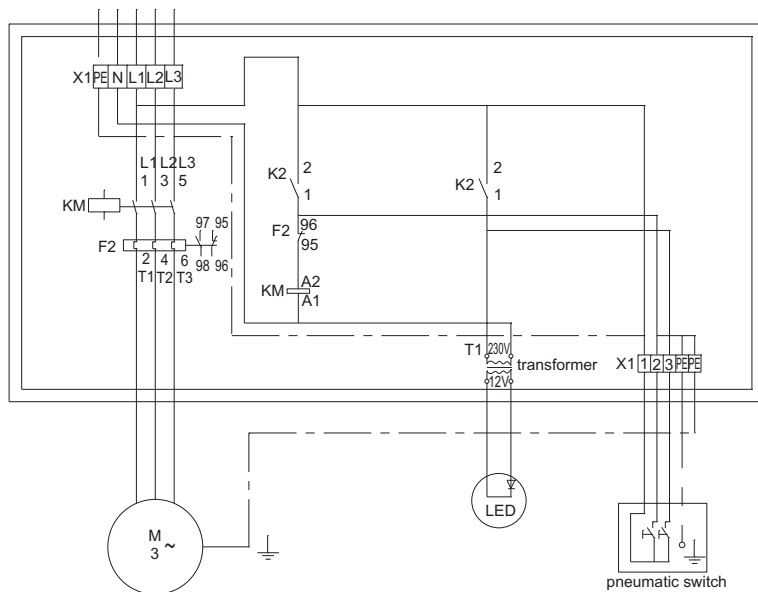 X1 PE N L1 L2 L3
L1 L2 L3
1 3 5
KM
97 95
F2
98 96
2 4 6
T1 T2 T3
K2 2
1
K2 2
1
F2 96
95
KM A2
A1
T1 230V
transformer
12V
X1 1 2 3 PE PE
LED
M
3 ~
pneumatic switch